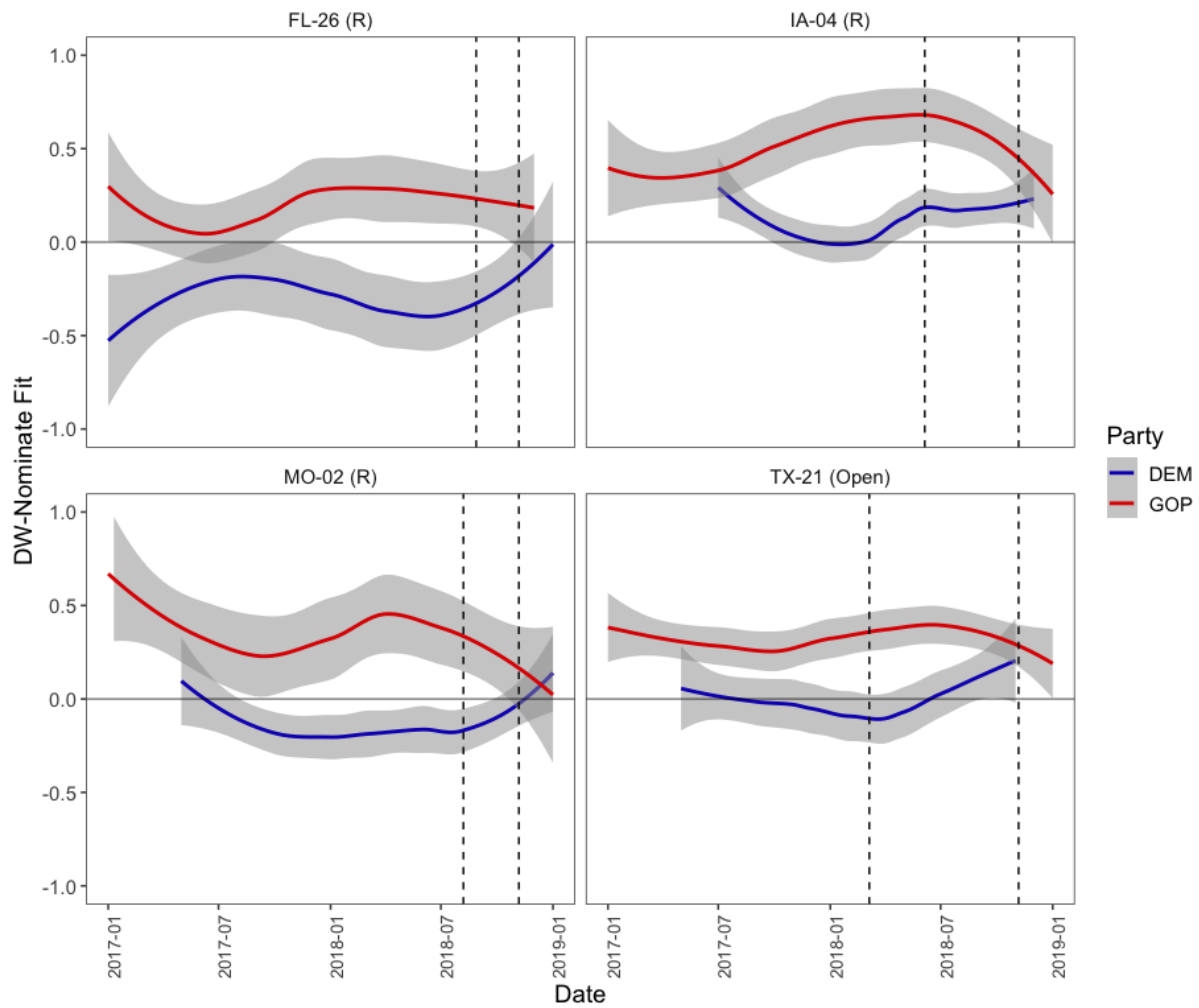 FL-26 (R)
IA-04 (R)
1.0
0.5
0.0
-0.5
-1.0
MO-02 (R)
TX-21 (Open)
1.0
0.5
0.0
-0.5
-1.0
DW-Nominate Fit
2017-01
2017-07
2018-01
2018-07
2019-01
2017-01
2017-07
2018-01
2018-07
2019-01
Date
Party
DEM
GOP